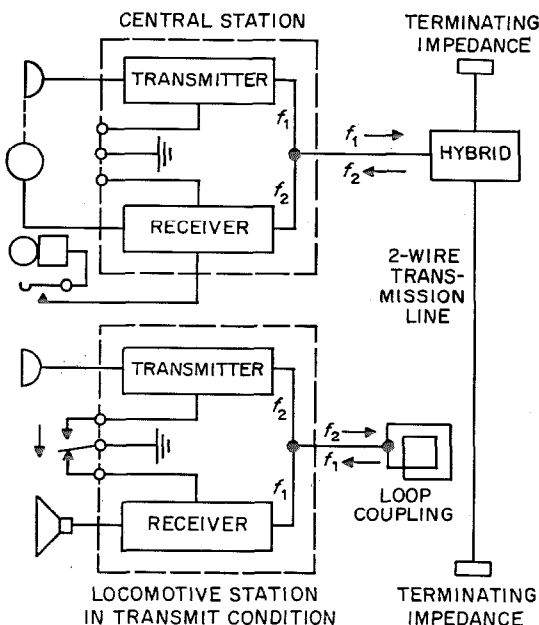 CENTRAL STATION
TERMINATING
IMPEDANCE
TRANSMITTER
f1
f1
HYBRID
f2
f2
RECEIVER
2-WIRE
TRANS-
MISSION
LINE
TRANSMITTER
f2
f2
f1
f1
LOOP
COUPLING
RECEIVER
LOCOMOTIVE STATION
IN TRANSMIT CONDITION
TERMINATING
IMPEDANCE